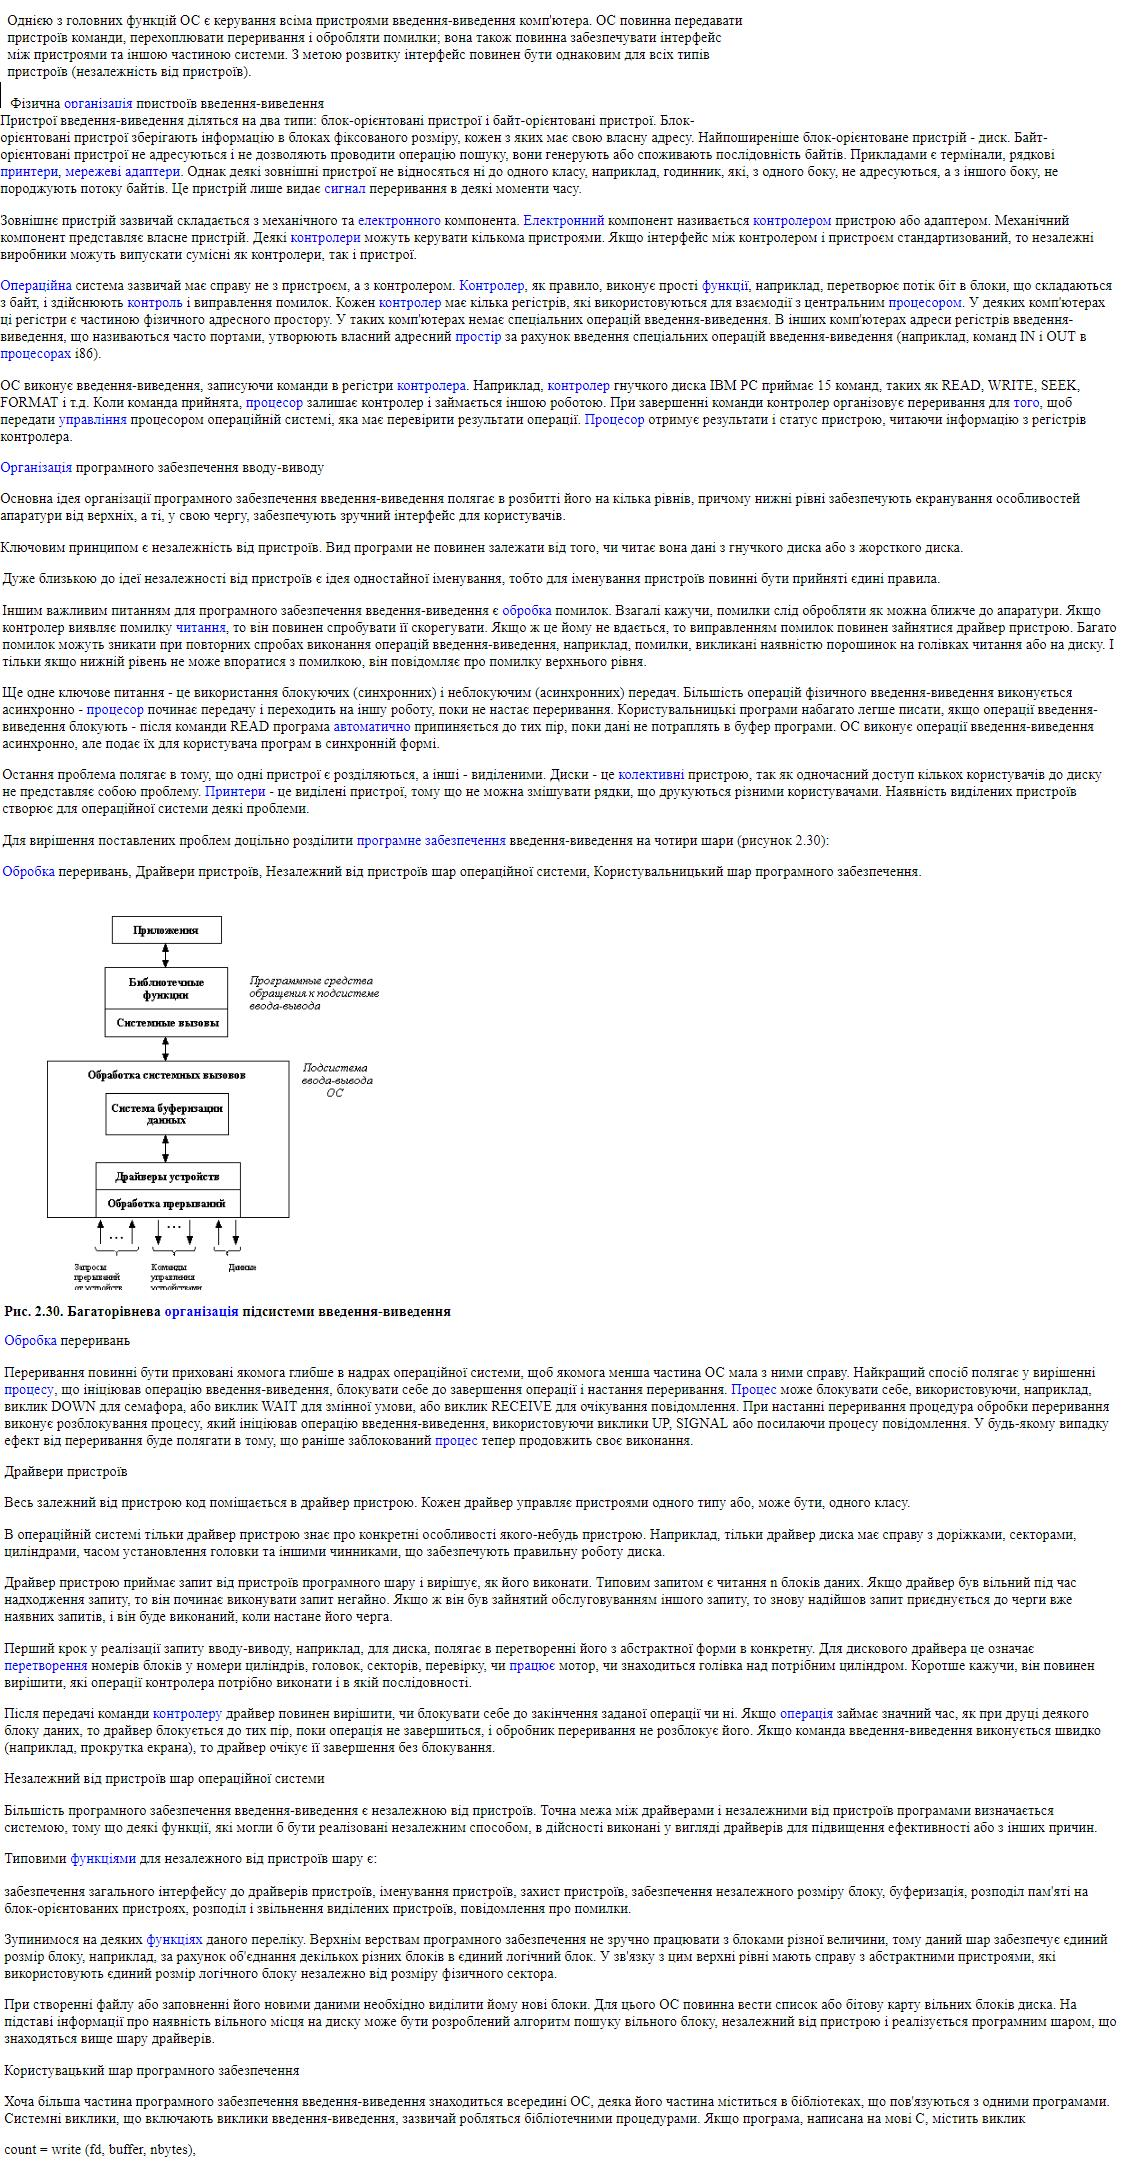 Однією з головних функцій ОС є керування всіма пристроями введення-виведення комп'ютера. ОС повинна передавати
пристроїв команди, перехоплювати переривання і обробляти помилки; вона також повинна забезпечувати інтерфейс
між пристроями та іншою частиною системи. З метою розвитку інтерфейс повинен бути однаковим для всіх типів
пристроїв (незалежність від пристроїв).
Фізична організація пристроїв введення-виведення
Пристрої введення-виведення діляться на два типи: блок-орієнтовані пристрої і байт-орієнтовані пристрої. Блок-
орієнтовані пристрої зберігають інформацію в блоках фіксованого розміру, кожен з яких має свою власну адресу. Найпоширеніше блок-орієнтоване пристрій - диск. Байт-
орієнтовані пристрої не адресуються і не дозволяють проводити операцію пошуку, вони генерують або споживають послідовність байтів. Прикладами є термінали, рядкові
принтери, мережеві адаптери. Однак деякі зовнішні пристрої не відносяться ні до одного класу, наприклад, годинник, які, з одного боку, не адресуються, а з іншого боку, не
породжують потоку байтів. Це пристрій лише видає сигнал переривання в деякі моменти часу.
Зовнішнє пристрій зазвичай складається з механічного та електронного компонента. Електронний компонент називається контролером пристрою або адаптером. Механічний
компонент представляє власне пристрій. Деякі контролери можуть керувати кількома пристроями. Якщо інтерфейс між контролером і пристроєм стандартизований, то незалежні
виробники можуть випускати сумісні як контролери, так і пристрої.
Операційна система зазвичай має справу не з пристроєм, а з контролером. Контролер, як правило, виконує прості функції, наприклад, перетворює потік біт в блоки, що складаються
з байт, і здійснюють контроль і виправлення помилок. Кожен контролер має кілька регістрів, які використовуються для взаємодії з центральним процесором. У деяких комп'ютерах
ці регістри є частиною фізичного адресного простору. У таких комп'ютерах немає спеціальних операцій введення-виведення. В інших комп'ютерах адреси регістрів введення-
виведення, що називаються часто портами, утворюють власний адресний простір за рахунок введення спеціальних операцій введення-виведення (наприклад, команд IN і OUT в
процесорах i86).
ОС виконує введення-виведення, записуючи команди в регістри контролера. Наприклад, контролер гнучкого диска IBM PC приймає 15 команд, таких як READ, WRITE, SEEK,
FORMAT і т.д. Коли команда прийнята, процесор залишає контролер і займається іншою роботою. При завершенні команди контролер організовує переривання для того, щоб
передати управління процесором операційній системі, яка має перевірити результати операції. Процесор отримує результати і статус пристрою, читаючи інформацію з регістрів
контролера.
Організація програмного забезпечення вводу-виводу
Основна ідея організації програмного забезпечення введення-виведення полягає в розбитті його на кілька рівнів, причому нижні рівні забезпечують екранування особливостей
апаратури від верхніх, а ті, у свою чергу, забезпечують зручний інтерфейс для користувачів.
Ключовим принципом є незалежність від пристроїв. Вид програми не повинен залежати від того, чи читає вона дані з гнучкого диска або з жорсткого диска.
Дуже близькою до ідеї незалежності від пристроїв є ідея одностайної іменування, тобто для іменування пристроїв повинні бути прийняті єдині правила.
Іншим важливим питанням для програмного забезпечення введення-виведення є обробка помилок. Взагалі кажучи, помилки слід обробляти як можна ближче до апаратури. Якщо
контролер виявляє помилку читання, то він повинен спробувати її скорегувати. Якщо ж це йому не вдається, то виправленням помилок повинен зайнятися драйвер пристрою. Багато
помилок можуть зникати при повторних спробах виконання операцій введення-виведення, наприклад, помилки, викликані наявністю порошинок на голівках читання або на диску. І
тільки якщо нижній рівень не може впоратися з помилкою, він повідомляє про помилку верхнього рівня.
Ще одне ключове питання - це використання блокуючих (синхронних) і неблокуючим (асинхронних) передач. Більшість операцій фізичного введення-виведення виконується
асинхронно - процесор починає передачу і переходить на іншу роботу, поки не настає переривання. Користувальницькі програми набагато легше писати, якщо операції введення-
виведення блокують - після команди READ програма автоматично припиняється до тих пір, поки дані не потраплять в буфер програми. ОС виконує операції введення-виведення
асинхронно, але подає їх для користувача програм в синхронній формі.
Остання проблема полягає в тому, що одні пристрої є розділяються, а інші - виділеними. Диски - це колективні пристрою, так як одночасний доступ кількох користувачів до диску
не представляє собою проблему. Принтери - це виділені пристрої, тому що не можна змішувати рядки, що друкуються різними користувачами. Наявність виділених пристроїв
створює для операційної системи деякі проблеми.
Для вирішення поставлених проблем доцільно розділити програмне забезпечення введення-виведення на чотири шари (рисунок 2.30):
Обробка переривань, Драйвери пристроїв, Незалежний від пристроїв шар операційної системи, Користувальницький шар програмного забезпечення.
Приложения
Библиотечные
функции
Системные вызовы
Программные средства
обращения к подсистеме
ввода-вывода
Обработка системных вызовов
Подсистема
ввода-вывода
ОС
Система буферизации
данных
Драйверы устройств
Обработка прерываний
... ...
Запросы
прерываний
от устройств
Команды
управления
устройствами
Данные
Рис. 2.30. Багаторівнева організація підсистеми введення-виведення
Обробка переривань
Переривання повинні бути приховані якомога глибше в надрах операційної системи, щоб якомога менша частина ОС мала з ними справу. Найкращий спосіб полягає у вирішенні
процесу, що ініціював операцію введення-виведення, блокувати себе до завершення операції і настання переривання. Процес може блокувати себе, використовуючи, наприклад,
виклик DOWN для семафора, або виклик WAIT для змінної умови, або виклик RECEIVE для очікування повідомлення. При настанні переривання процедура обробки переривання
виконує розблокування процесу, який ініціював операцію введення-виведення, використовуючи виклики UP, SIGNAL або посилаючи процесу повідомлення. У будь-якому випадку
ефект від переривання буде полягати в тому, що раніше заблокований процес тепер продовжить своє виконання.
Драйвери пристроїв
Весь залежний від пристрою код поміщається в драйвер пристрою. Кожен драйвер управляє пристроями одного типу або, може бути, одного класу.
В операційній системі тільки драйвер пристрою знає про конкретні особливості якого-небудь пристрою. Наприклад, тільки драйвер диска має справу з доріжками, секторами,
циліндрами, часом установлення головки та іншими чинниками, що забезпечують правильну роботу диска.
Драйвер пристрою приймає запит від пристроїв програмного шару і вирішує, як його виконати. Типовим запитом є читання n блоків даних. Якщо драйвер був вільний під час
надходження запиту, то він починає виконувати запит негайно. Якщо ж він був зайнятий обслуговуванням іншого запиту, то знову надійшов запит приєднується до черги вже
наявних запитів, і він буде виконаний, коли настане його черга.
Перший крок у реалізації запиту вводу-виводу, наприклад, для диска, полягає в перетворенні його з абстрактної форми в конкретну. Для дискового драйвера це означає
перетворення номерів блоків у номери циліндрів, головок, секторів, перевірку, чи працює мотор, чи знаходиться голівка над потрібним циліндром. Коротше кажучи, він повинен
вирішити, які операції контролера потрібно виконати і в якій послідовності.
Після передачі команди контролеру драйвер повинен вирішити, чи блокувати себе до закінчення заданої операції чи ні. Якщо операція займає значний час, як при друці деякого
блоку даних, то драйвер блокується до тих пір, поки операція не завершиться, і обробник переривання не розблокує його. Якщо команда введення-виведення виконується швидко
(наприклад, прокрутка екрана), то драйвер очікує її завершення без блокування.
Незалежний від пристроїв шар операційної системи
Більшість програмного забезпечення введення-виведення є незалежною від пристроїв. Точна межа між драйверами і незалежними від пристроїв програмами визначається
системою, тому що деякі функції, які могли б бути реалізовані незалежним способом, в дійсності виконані у вигляді драйверів для підвищення ефективності або з інших причин.
Типовими функціями для незалежного від пристроїв шару є:
забезпечення загального інтерфейсу до драйверів пристроїв, іменування пристроїв, захист пристроїв, забезпечення незалежного розміру блоку, буферизація, розподіл пам'яті на
блок-орієнтованих пристроях, розподіл і звільнення виділених пристроїв, повідомлення про помилки.
Зупинимося на деяких функціях даного переліку. Верхнім верствам програмного забезпечення не зручно працювати з блоками різної величини, тому даний шар забезпечує єдиний
розмір блоку, наприклад, за рахунок об'єднання декількох різних блоків в єдиний логічний блок. У зв'язку з цим верхні рівні мають справу з абстрактними пристроями, які
використовують єдиний розмір логічного блоку незалежно від розміру фізичного сектора.
При створенні файлу або заповненні його новими даними необхідно виділити йому нові блоки. Для цього ОС повинна вести список або бітову карту вільних блоків диска. На
підставі інформації про наявність вільного місця на диску може бути розроблений алгоритм пошуку вільного блоку, незалежний від пристрою і реалізується програмним шаром, що
знаходяться вище шару драйверів.
Користувацький шар програмного забезпечення
Хоча більша частина програмного забезпечення введення-виведення знаходиться всередині ОС, деяка його частина міститься в бібліотеках, що пов'язуються з одними програмами.
Системні виклики, що включають виклики введення-виведення, зазвичай робляться бібліотечними процедурами. Якщо програма, написана на мові С, містить виклик
count = write (fd, buffer, nbytes),